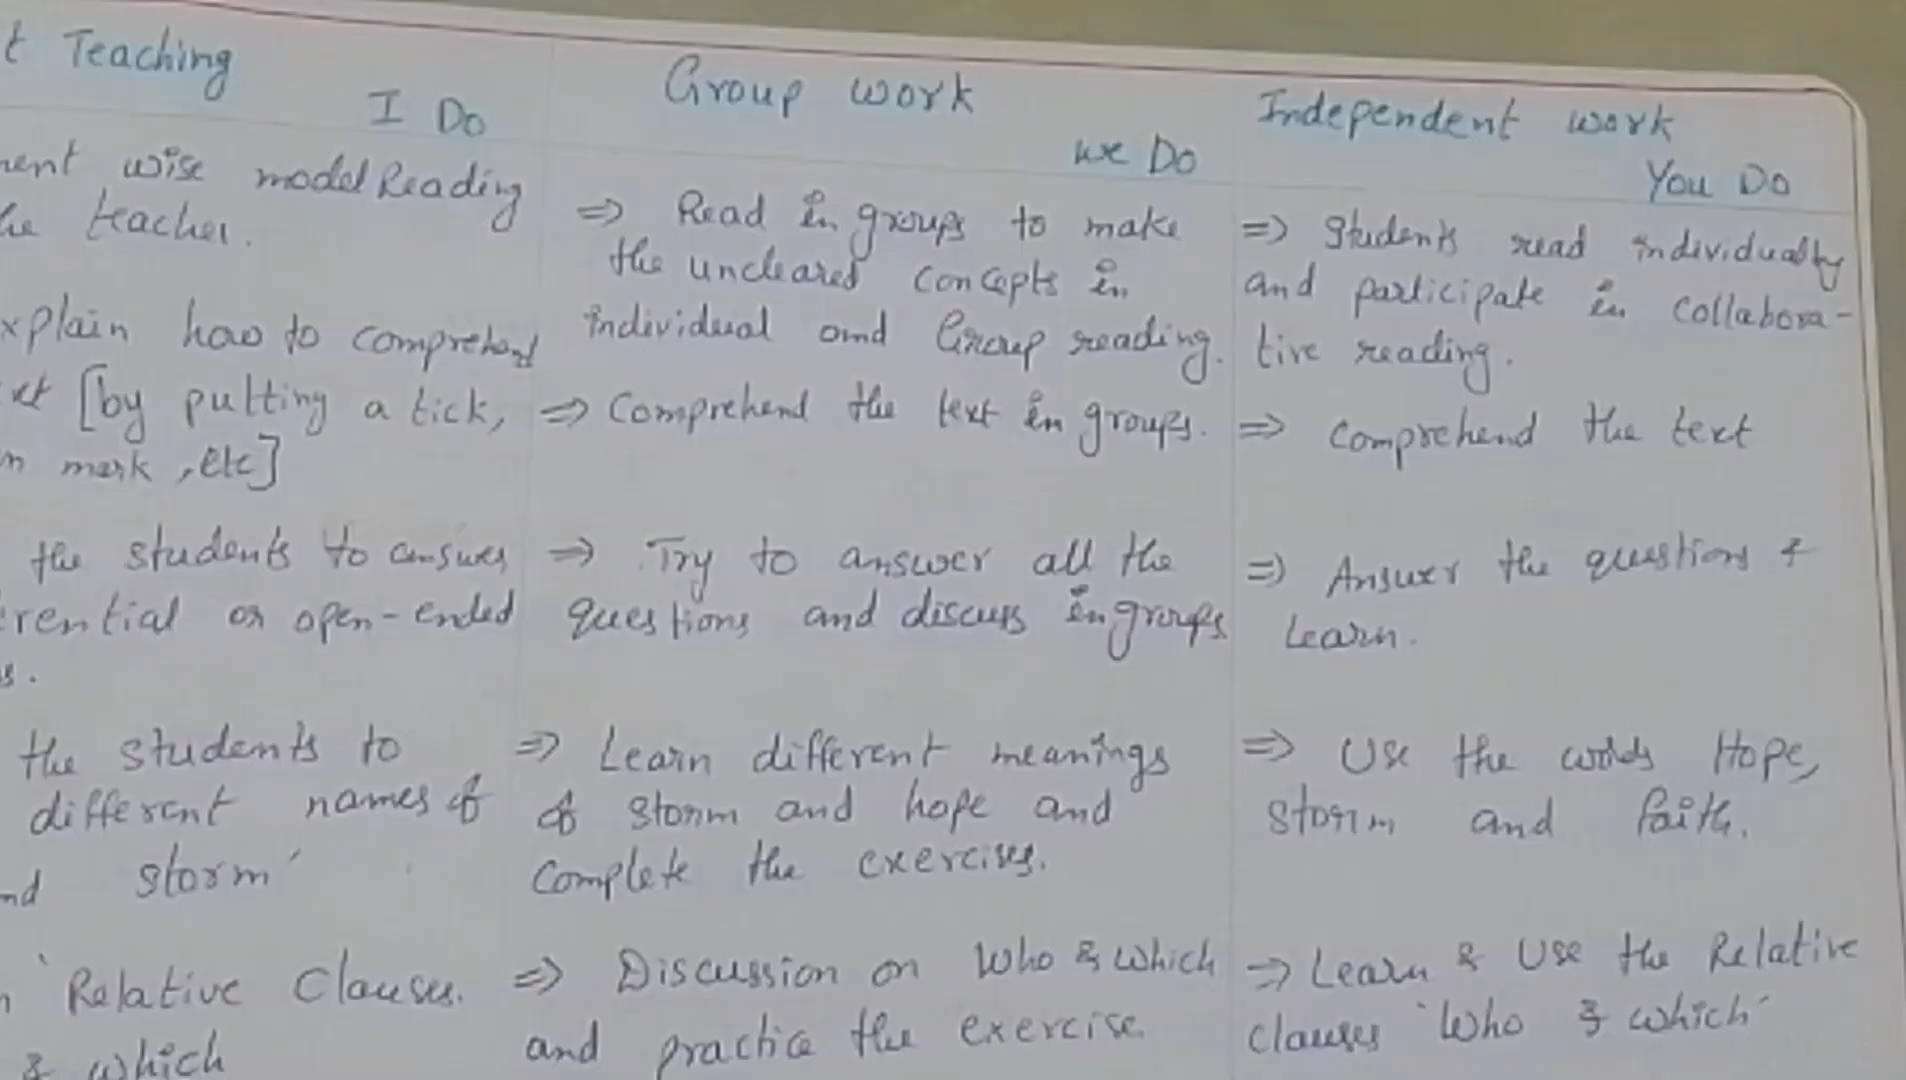 t Teaching
I Do
ment wise model Reading
he teacher.
xplain how to comprehend
xt [by putting a tick,
n mark, etc]
the students to answer
erential or open-ended
s.
the students to
different names of
nd storm'
n 'Relative Clauses.
& which
Group work
we Do
⇒ Read in groups to make
the uncleared concepts in
individual and Group reading.
⇒ Comprehend the text in groups.
⇒ Try to answer all the
questions and discuss in groups
⇒ Learn different meanings
of storm and hope and
complete the exercises.
⇒ Discussion on Who & which
and practice the exercise.
Independent work
You Do
⇒ Students read individually
and participate in collabora-
tive reading.
⇒ Comprehend the text
⇒ Answer the questions &
Learn.
⇒ Use the words Hope,
storm and faith.
⇒ Learn & Use the Relative
clauses 'Who & which'